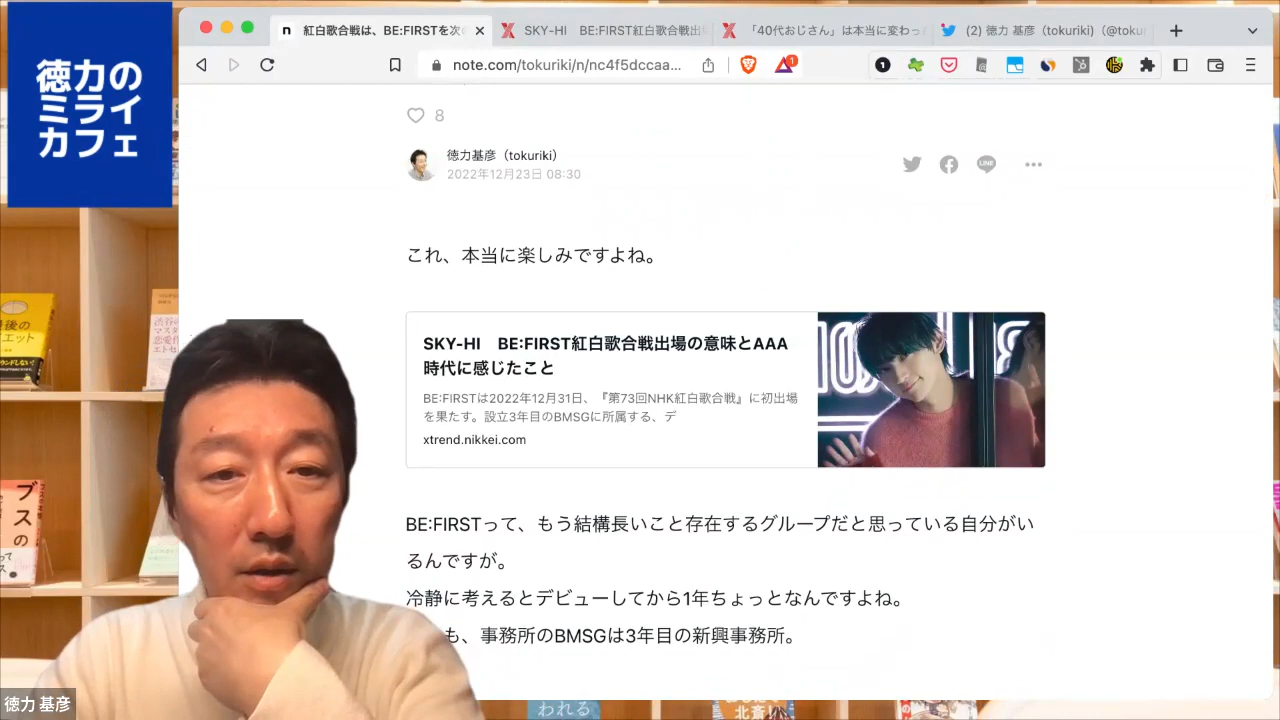 徳力の
ミライ
カフェ
紅白歌合戦は、BE:FIRSTを次の
SKY-HI BE:FIRST紅白歌合戦出場
「40代おじさん」は本当に変わっ
(2) 徳力 基彦（tokuriki）(@tokur
note.com/tokuriki/n/nc4f5dccaa...
1
8
徳力基彦（tokuriki）
2022年12月23日 08:30
LINE
これ、本当に楽しみですよね。
SKY-HI BE:FIRST紅白歌合戦出場の意味とAAA
時代に感じたこと
BE:FIRSTは2022年12月31日、『第73回NHK紅白歌合戦』に初出場
を果たす。設立3年目のBMSGに所属する、デ
xtrend.nikkei.com
BE:FIRSTって、もう結構長いこと存在するグループだと思っている自分がい
るんですが。
冷静に考えるとデビューしてから1年ちょっとなんですよね。
も、事務所のBMSGは3年目の新興事務所。
ブスの
われる
北斎
徳力 基彦